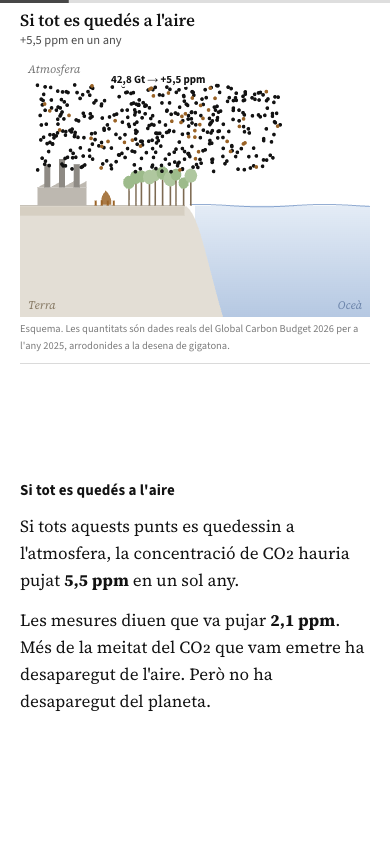 Si tot es quedés a l'aire
+5,5 ppm en un any
Atmosfera
42,8 Gt → +5,5 ppm
Terra
Oceà
Esquema. Les quantitats són dades reals del Global Carbon Budget 2026 per a
l'any 2025, arrodonides a la desena de gigatona.
Si tot es quedés a l'aire
Si tots aquests punts es quedessin a
l'atmosfera, la concentració de CO₂ hauria
pujat 5,5 ppm en un sol any.
Les mesures diuen que va pujar 2,1 ppm.
Més de la meitat del CO₂ que vam emetre ha
desaparegut de l'aire. Però no ha
desaparegut del planeta.